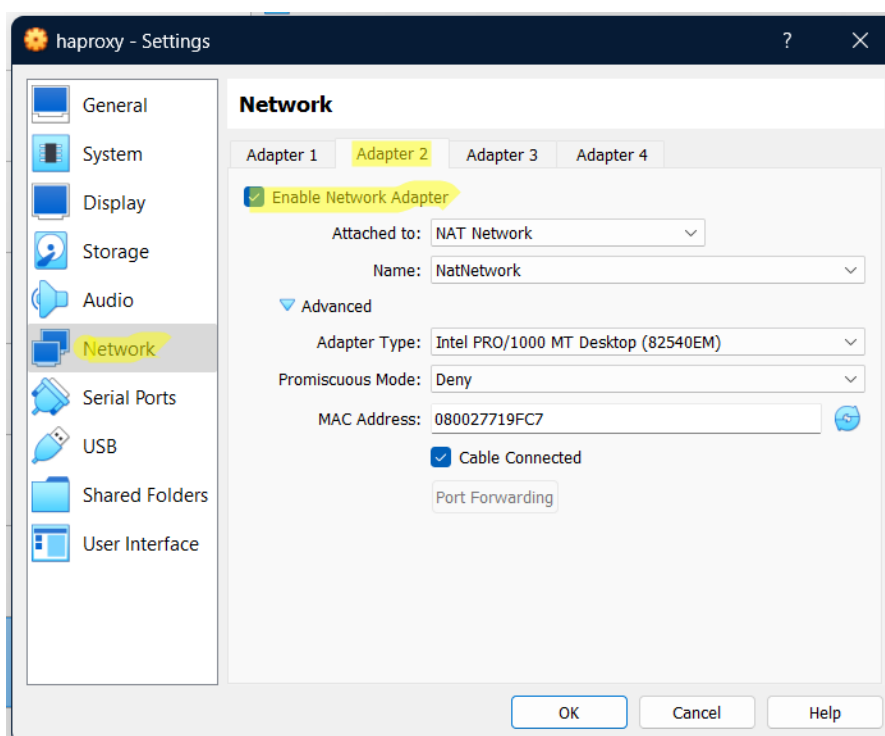 haproxy - Settings
?
General
System
Display
Storage
Audio
Network
Serial Ports
USB
Shared Folders
User Interface
Network
Adapter 1 Adapter 2 Adapter 3 Adapter 4
Enable Network Adapter
Attached to: NAT Network
Name: NatNetwork
Advanced
Adapter Type: Intel PRO/1000 MT Desktop (82540EM)
Promiscuous Mode: Deny
MAC Address: 080027719FC7
Cable Connected
Port Forwarding
OK Cancel Help